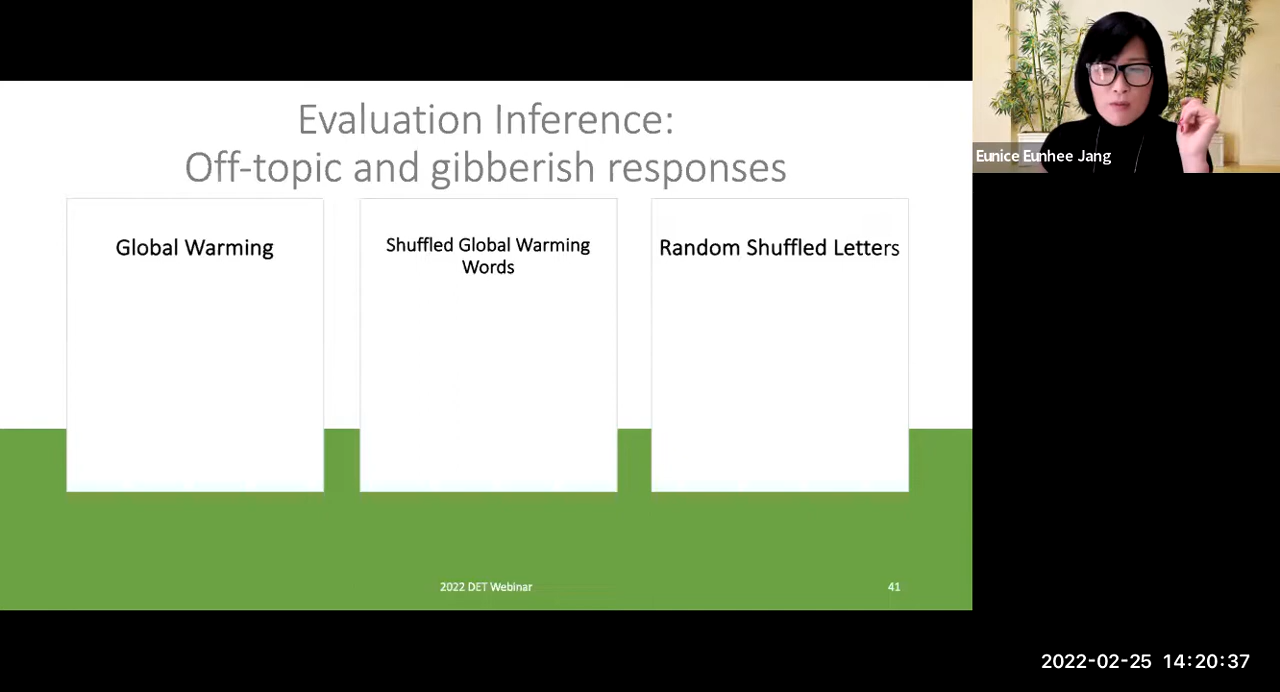 Evaluation Inference:
Off-topic and gibberish responses
Global Warming
Shuffled Global Warming
Words
Random Shuffled Letters
2022 DET Webinar
41
Eunice Eunhee Jang
2022-02-25 14:20:37